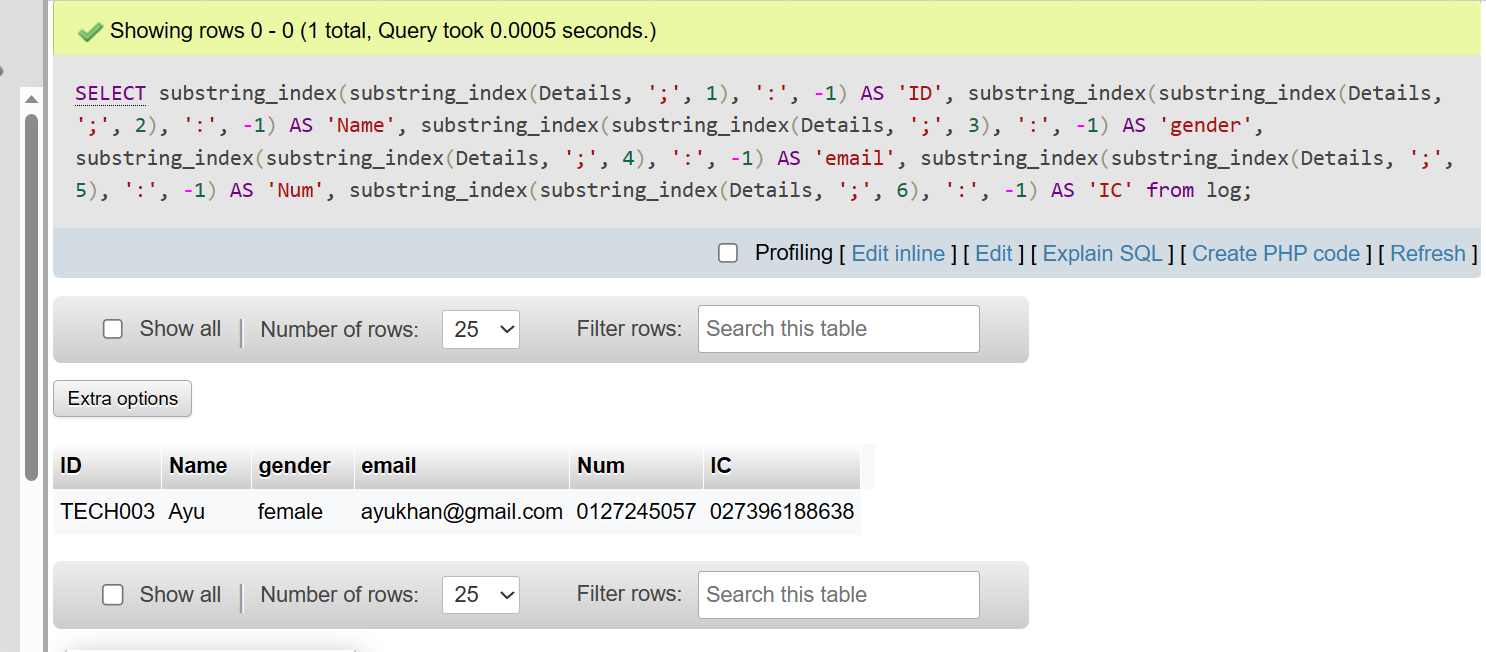 Showing rows 0 - 0 (1 total, Query took 0.0005 seconds.)
SELECT substring_index(substring_index(Details, ';', 1), ':', -1) AS 'ID', substring_index(substring_index(Details,
';', 2), ':', -1) AS 'Name', substring_index(substring_index(Details, ';', 3), ':', -1) AS 'gender',
substring_index(substring_index(Details, ';', 4), ':', -1) AS 'email', substring_index(substring_index(Details, ';',
5), ':', -1) AS 'Num', substring_index(substring_index(Details, ';', 6), ':', -1) AS 'IC' from log;
Profiling [ Edit inline ] [ Edit ] [ Explain SQL ] [ Create PHP code ] [ Refresh ]
Show all | Number of rows: 25 Filter rows: Search this table
Extra options
ID Name gender email Num IC
TECH003 Ayu female ayukhan@gmail.com 0127245057 027396188638
Show all | Number of rows: 25 Filter rows: Search this table